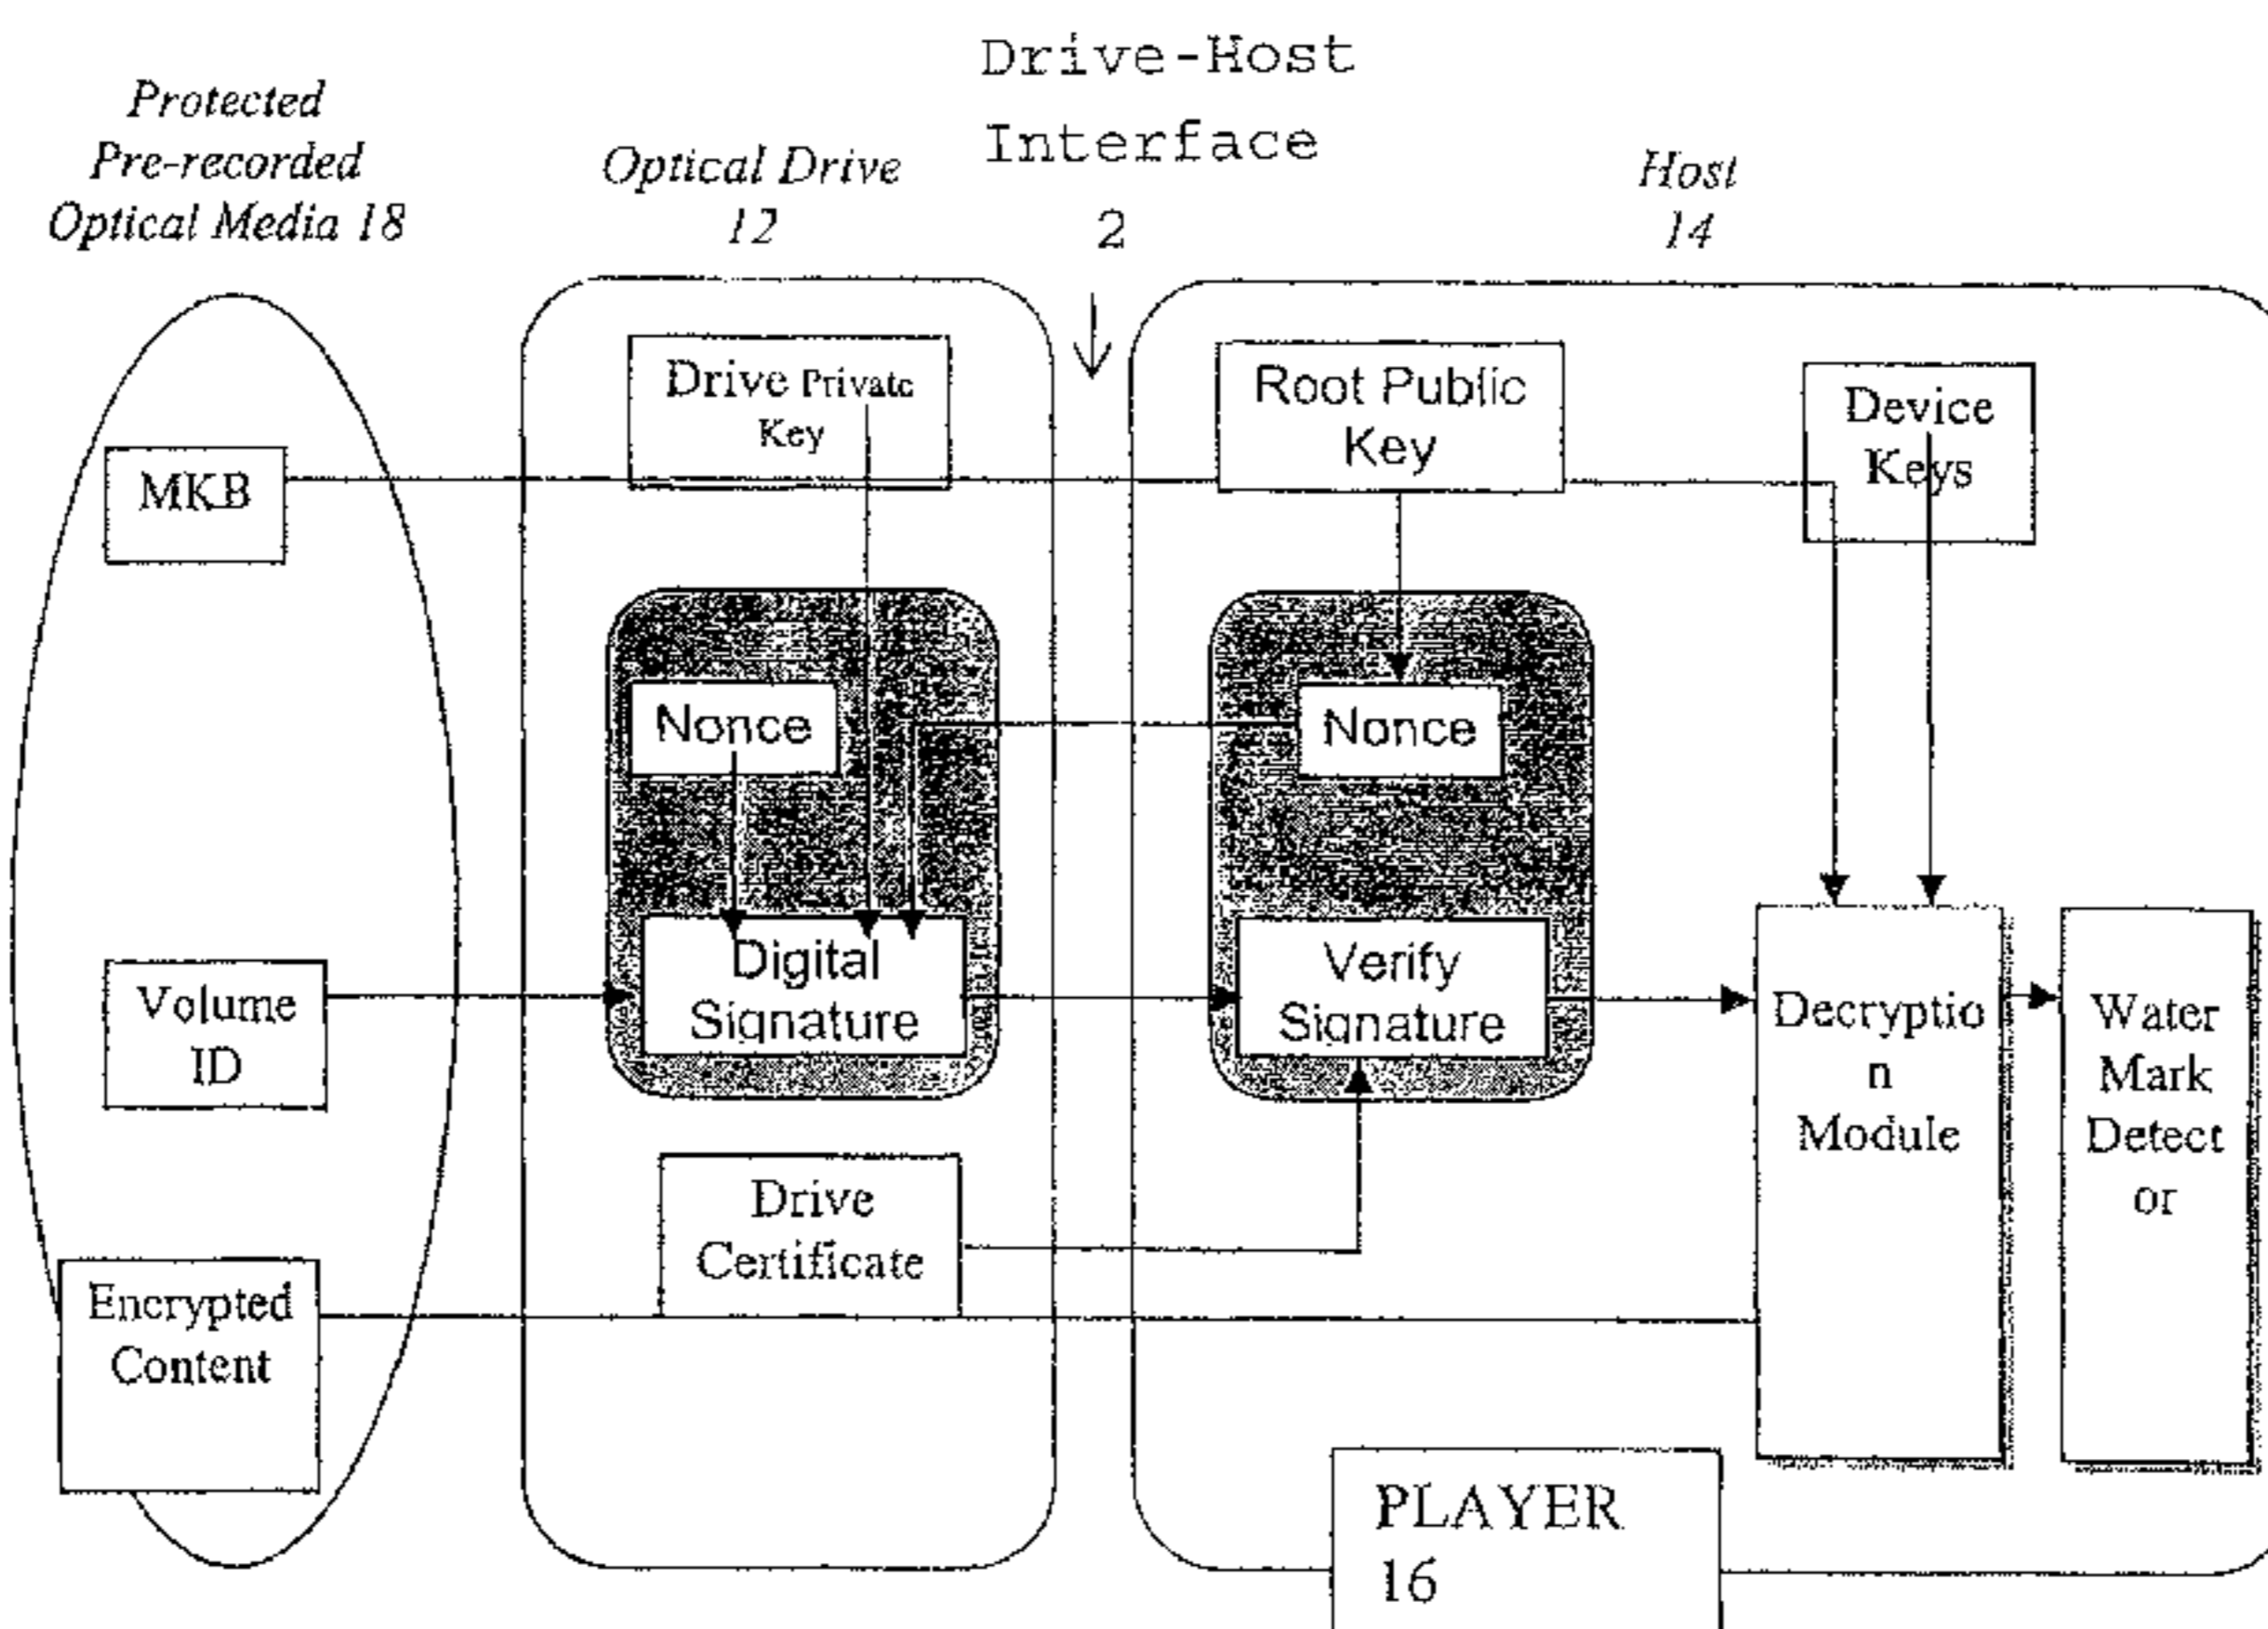 Drive-Host
Interface
2
Protected
Pre-recorded
Optical Media 18
Optical Drive
12
Host
14
MKB
Volume
ID
Encrypted
Content
Drive Private
Key
Nonce
Digital
Signature
Drive
Certificate
Root Public
Key
Nonce
Verify
Signature
Device
Keys
Decryptio
n
Module
Water
Mark
Detect
or
PLAYER
16